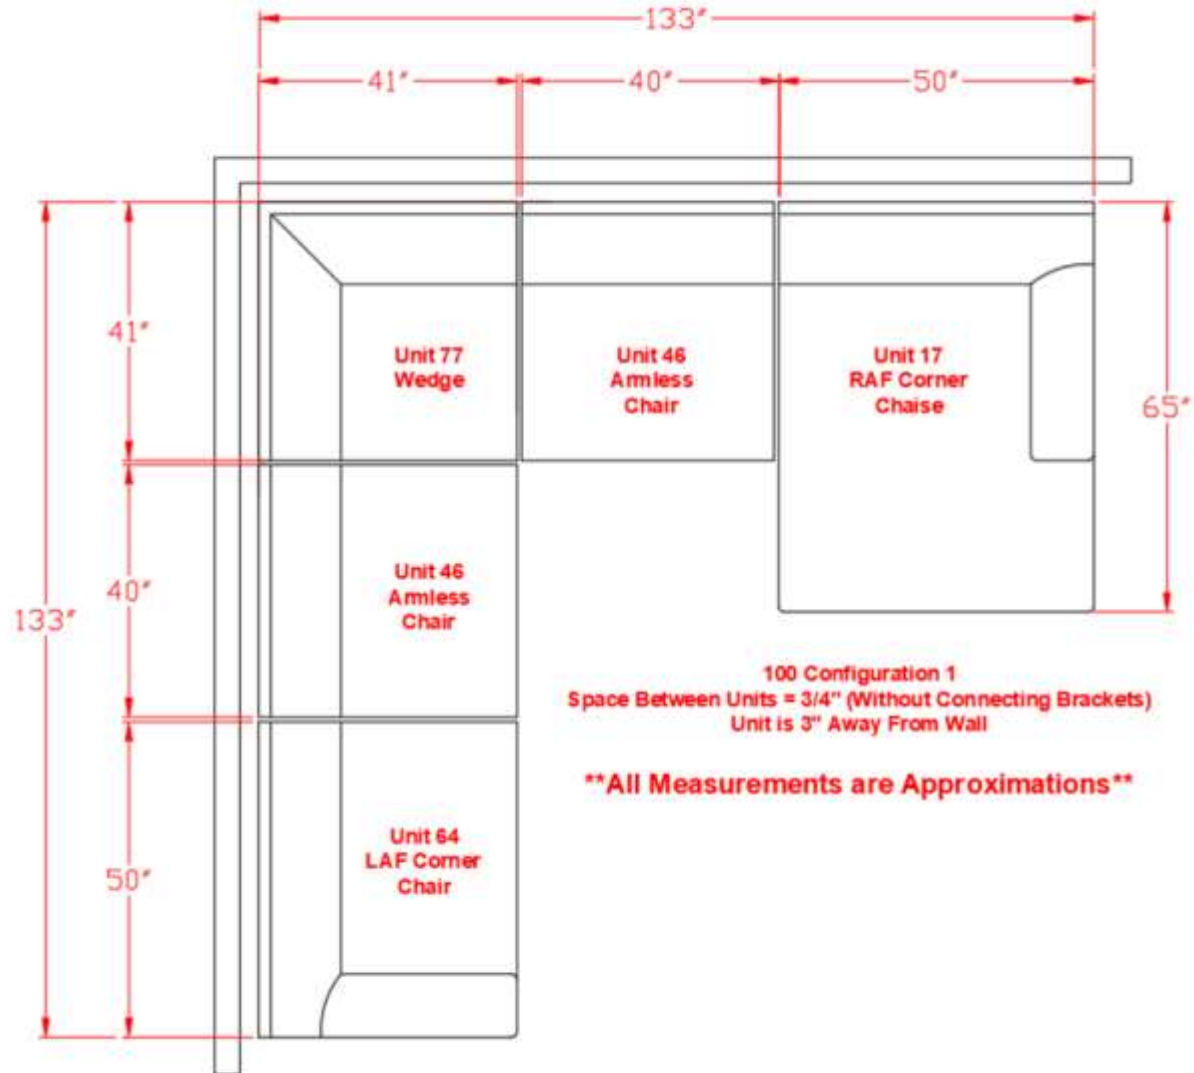 133"
41"
40"
50"
41"
Unit 77
Wedge
Unit 46
Armless
Chair
Unit 17
RAF Corner
Chaise
65"
40"
133"
Unit 46
Armless
Chair
100 Configuration 1
Space Between Units = 3/4" (Without Connecting Brackets)
Unit is 3" Away From Wall
**All Measurements are Approximations**
50"
Unit 64
LAF Corner
Chair